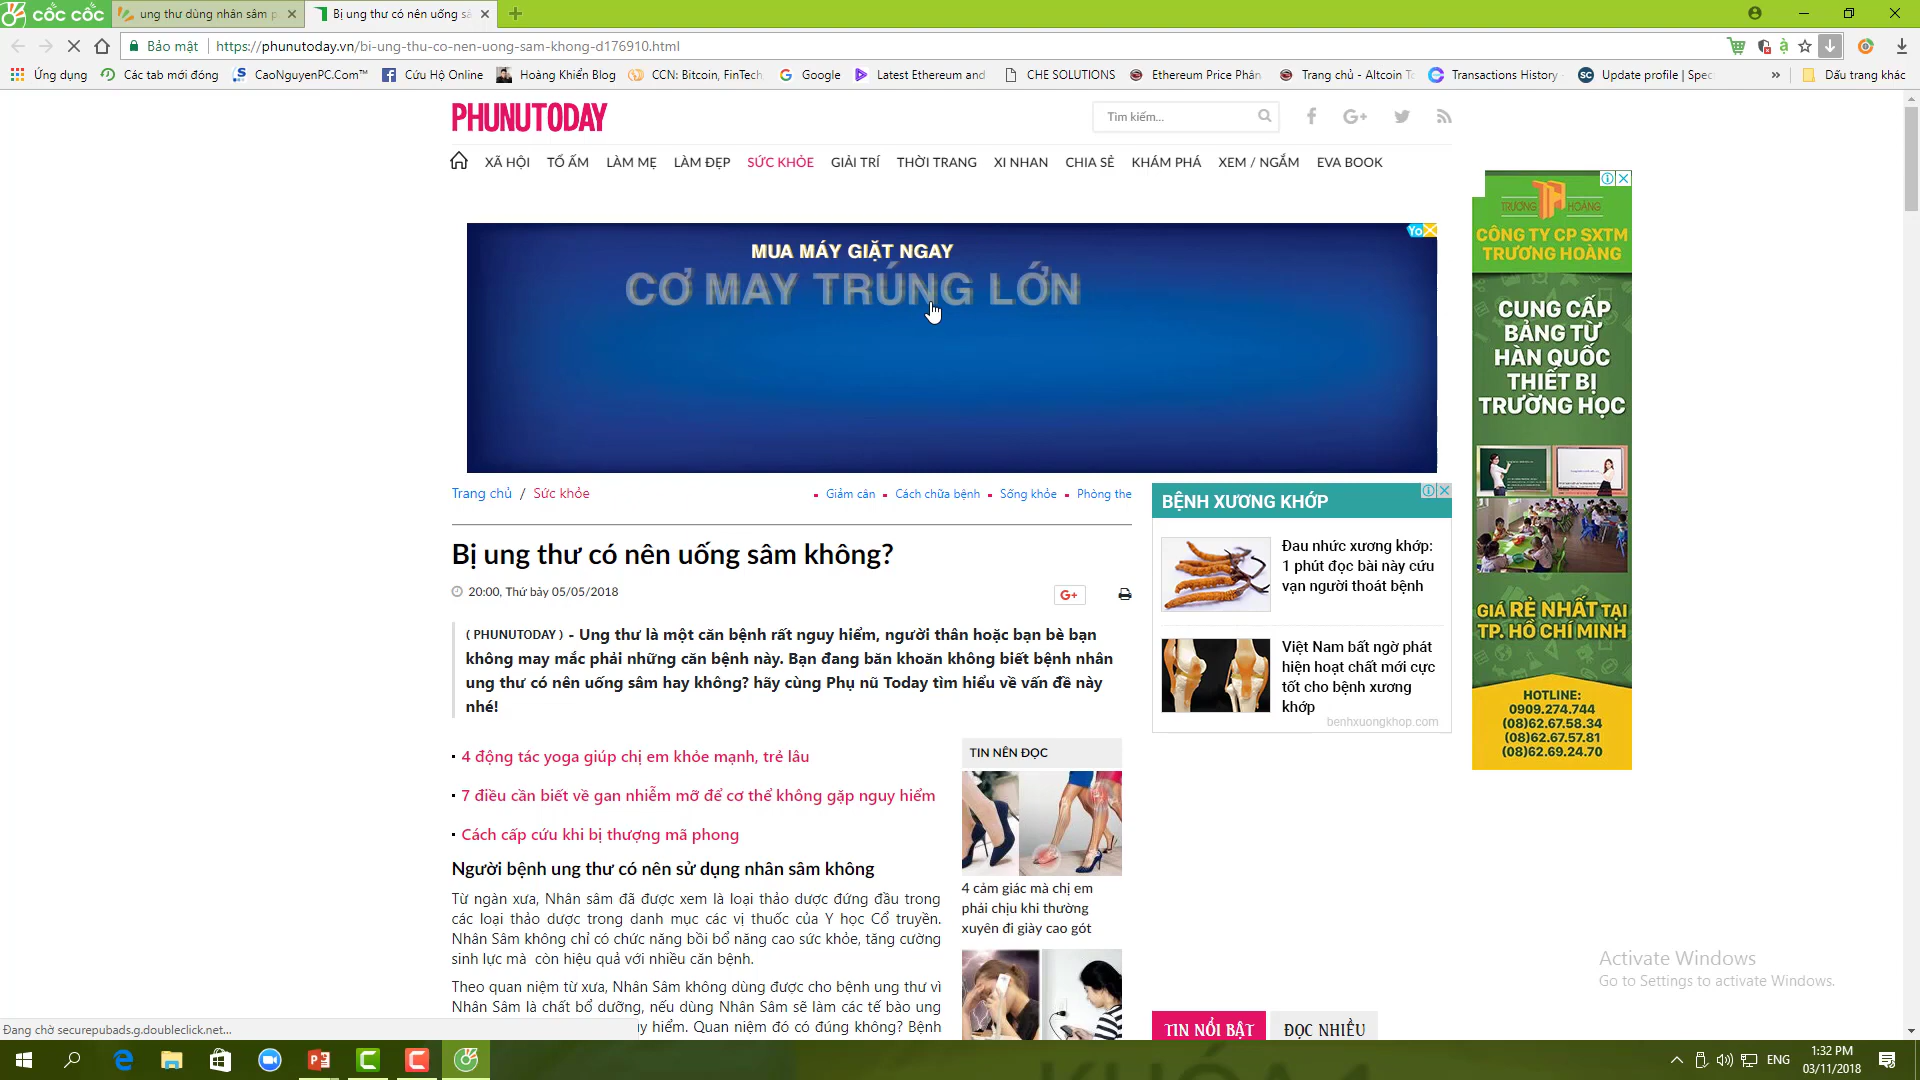 cốc cốc
ung thư dùng nhân sâm p
Bị ung thư có nên uống sâ
Bảo mật
https://phunutoday.vn/bi-ung-thu-co-nen-uong-sam-khong-d176910.html
Ứng dụng
Các tab mới đóng
CaoNguyenPC.Com™
Cứu Hộ Online
Hoàng Khiển Blog
CCN: Bitcoin, FinTech
Google
Latest Ethereum and
CHE SOLUTIONS
Ethereum Price Phân
Trang chủ - Altcoin T
Transactions History
Update profile | Spec
»
Dấu trang khác
PHUNUTODAY
Tìm kiếm...
XÃ HỘI
TỔ ẤM
LÀM MẸ
LÀM ĐẸP
SỨC KHỎE
GIẢI TRÍ
THỜI TRANG
XI NHAN
CHIA SẺ
KHÁM PHÁ
XEM / NGẮM
EVA BOOK
MUA MÁY GIẶT NGAY
CƠ MAY TRÚNG LỚN
TRƯƠNG HOÀNG
CÔNG TY CP SXTM
TRƯƠNG HOÀNG
CUNG CẤP
BẢNG TỪ
HÀN QUỐC
THIẾT BỊ
TRƯỜNG HỌC
GIÁ RẺ NHẤT TẠI
TP. HỒ CHÍ MINH
HOTLINE:
0909.274.744
(08)62.67.58.34
(08)62.67.57.81
(08)62.69.24.70
Trang chủ / Sức khỏe
Giảm cân
Cách chữa bệnh
Sống khỏe
Phòng the
Bị ung thư có nên uống sâm không?
20:00, Thứ bảy 05/05/2018
G+
( PHUNUTODAY ) - Ung thư là một căn bệnh rất nguy hiểm, người thân hoặc bạn bè bạn
không may mắc phải những căn bệnh này. Bạn đang băn khoăn không biết bệnh nhân
ung thư có nên uống sâm hay không? hãy cùng Phụ nũ Today tìm hiểu về vấn đề này
nhé!
BỆNH XƯƠNG KHỚP
Đau nhức xương khớp:
1 phút đọc bài này cứu
vạn người thoát bệnh
Việt Nam bất ngờ phát
hiện hoạt chất mới cực
tốt cho bệnh xương
khớp
benhxuongkhop.com
4 động tác yoga giúp chị em khỏe mạnh, trẻ lâu
7 điều cần biết về gan nhiễm mỡ để cơ thể không gặp nguy hiểm
Cách cấp cứu khi bị thượng mã phong
Người bệnh ung thư có nên sử dụng nhân sâm không
Từ ngàn xưa, Nhân sâm đã được xem là loại thảo dược đứng đầu trong
các loại thảo dược trong danh mục các vị thuốc của Y học Cổ truyền.
Nhân Sâm không chỉ có chức năng bồi bổ năng cao sức khỏe, tăng cường
sinh lực mà còn hiệu quả với nhiều căn bệnh.
Theo quan niệm từ xưa, Nhân Sâm không dùng được cho bệnh ung thư vì
Nhân Sâm là chất bổ dưỡng, nếu dùng Nhân Sâm sẽ làm các tế bào ung
y hiểm. Quan niệm đó có đúng không? Bệnh
TIN NÊN ĐỌC
4 cảm giác mà chị em
phải chịu khi thường
xuyên đi giày cao gót
TIN NỔI BẬT
ĐỌC NHIỀU
Activate Windows
Go to Settings to activate Windows.
Đang chờ securepubads.g.doubleclick.net...
ENG
1:32 PM
03/11/2018